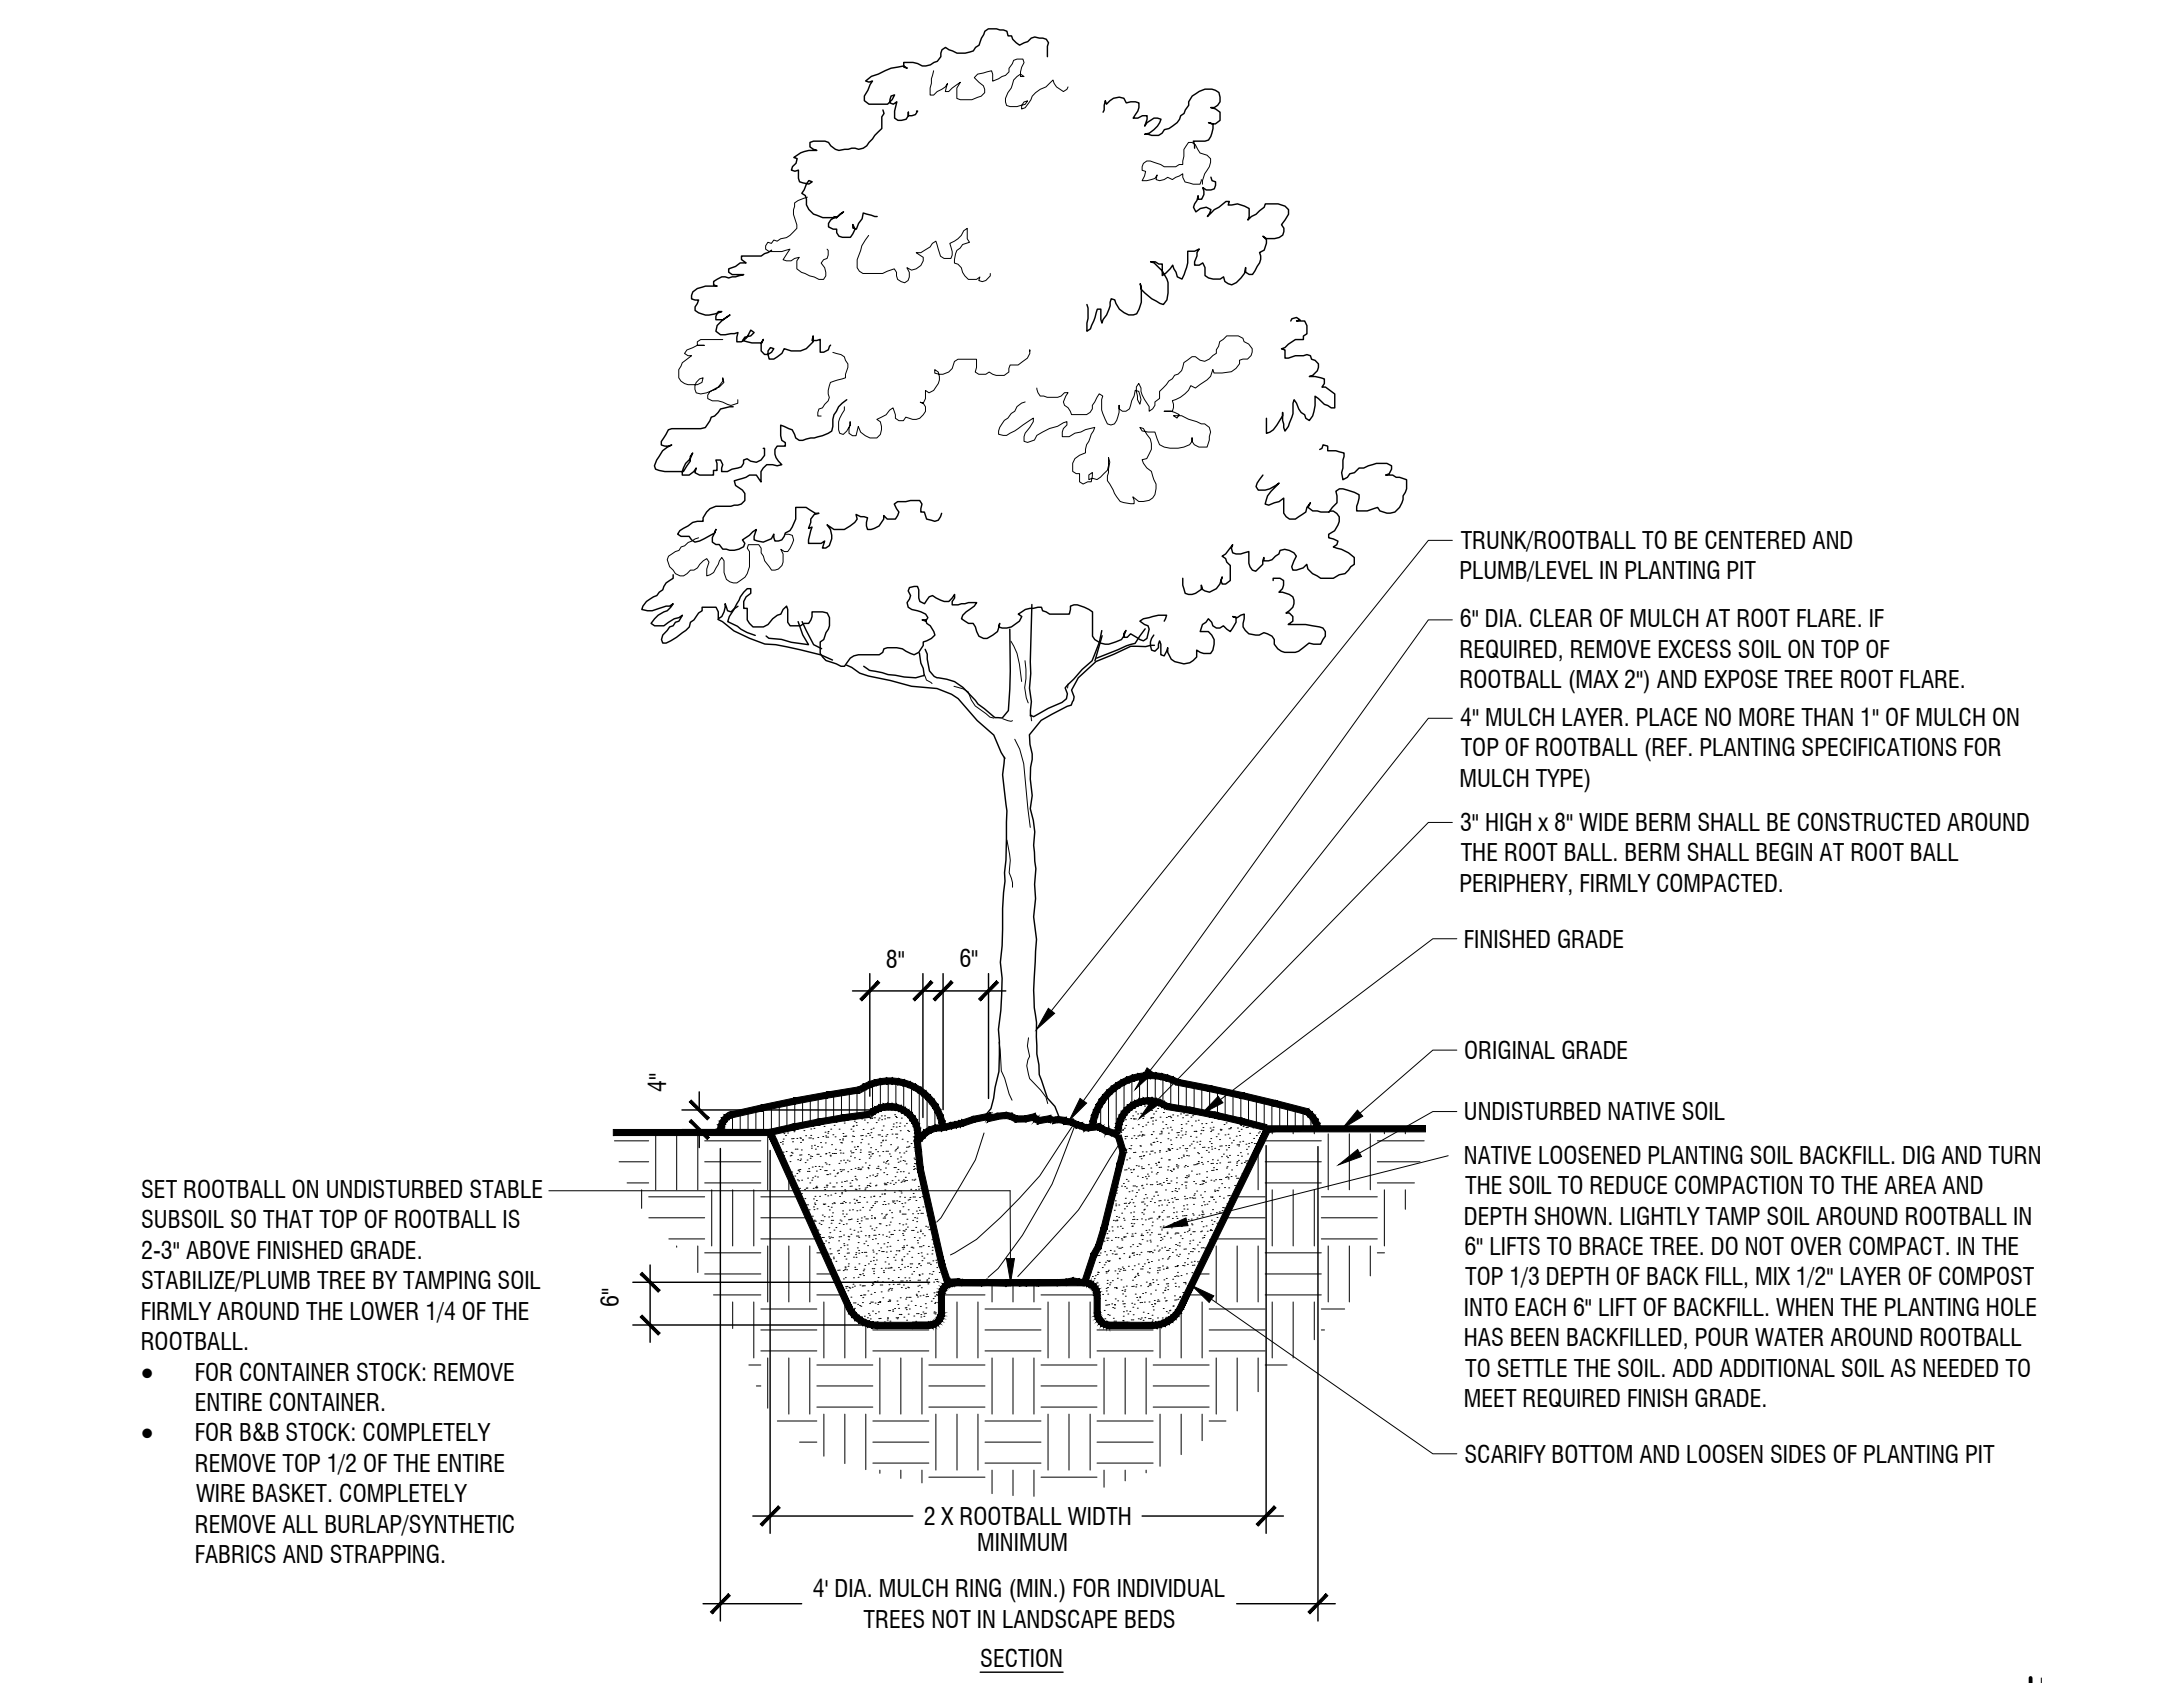 TRUNK/ROOTBALL TO BE CENTERED AND
PLUMB/LEVEL IN PLANTING PIT
6" DIA. CLEAR OF MULCH AT ROOT FLARE. IF
REQUIRED, REMOVE EXCESS SOIL ON TOP OF
ROOTBALL (MAX 2") AND EXPOSE TREE ROOT FLARE.
4" MULCH LAYER. PLACE NO MORE THAN 1" OF MULCH ON
TOP OF ROOTBALL (REF. PLANTING SPECIFICATIONS FOR
MULCH TYPE)
3" HIGH x 8" WIDE BERM SHALL BE CONSTRUCTED AROUND
THE ROOT BALL. BERM SHALL BEGIN AT ROOT BALL
PERIPHERY, FIRMLY COMPACTED.
FINISHED GRADE
8"
6"
ORIGINAL GRADE
4"
UNDISTURBED NATIVE SOIL
NATIVE LOOSENED PLANTING SOIL BACKFILL. DIG AND TURN
THE SOIL TO REDUCE COMPACTION TO THE AREA AND
DEPTH SHOWN. LIGHTLY TAMP SOIL AROUND ROOTBALL IN
6" LIFTS TO BRACE TREE. DO NOT OVER COMPACT. IN THE
TOP 1/3 DEPTH OF BACK FILL, MIX 1/2" LAYER OF COMPOST
INTO EACH 6" LIFT OF BACKFILL. WHEN THE PLANTING HOLE
HAS BEEN BACKFILLED, POUR WATER AROUND ROOTBALL
TO SETTLE THE SOIL. ADD ADDITIONAL SOIL AS NEEDED TO
MEET REQUIRED FINISH GRADE.
SCARIFY BOTTOM AND LOOSEN SIDES OF PLANTING PIT
SET ROOTBALL ON UNDISTURBED STABLE
SUBSOIL SO THAT TOP OF ROOTBALL IS
2-3" ABOVE FINISHED GRADE.
STABILIZE/PLUMB TREE BY TAMPING SOIL
FIRMLY AROUND THE LOWER 1/4 OF THE
ROOTBALL.
• FOR CONTAINER STOCK: REMOVE
ENTIRE CONTAINER.
• FOR B&B STOCK: COMPLETELY
REMOVE TOP 1/2 OF THE ENTIRE
WIRE BASKET. COMPLETELY
REMOVE ALL BURLAP/SYNTHETIC
FABRICS AND STRAPPING.
6"
2 X ROOTBALL WIDTH
MINIMUM
4' DIA. MULCH RING (MIN.) FOR INDIVIDUAL
TREES NOT IN LANDSCAPE BEDS
SECTION